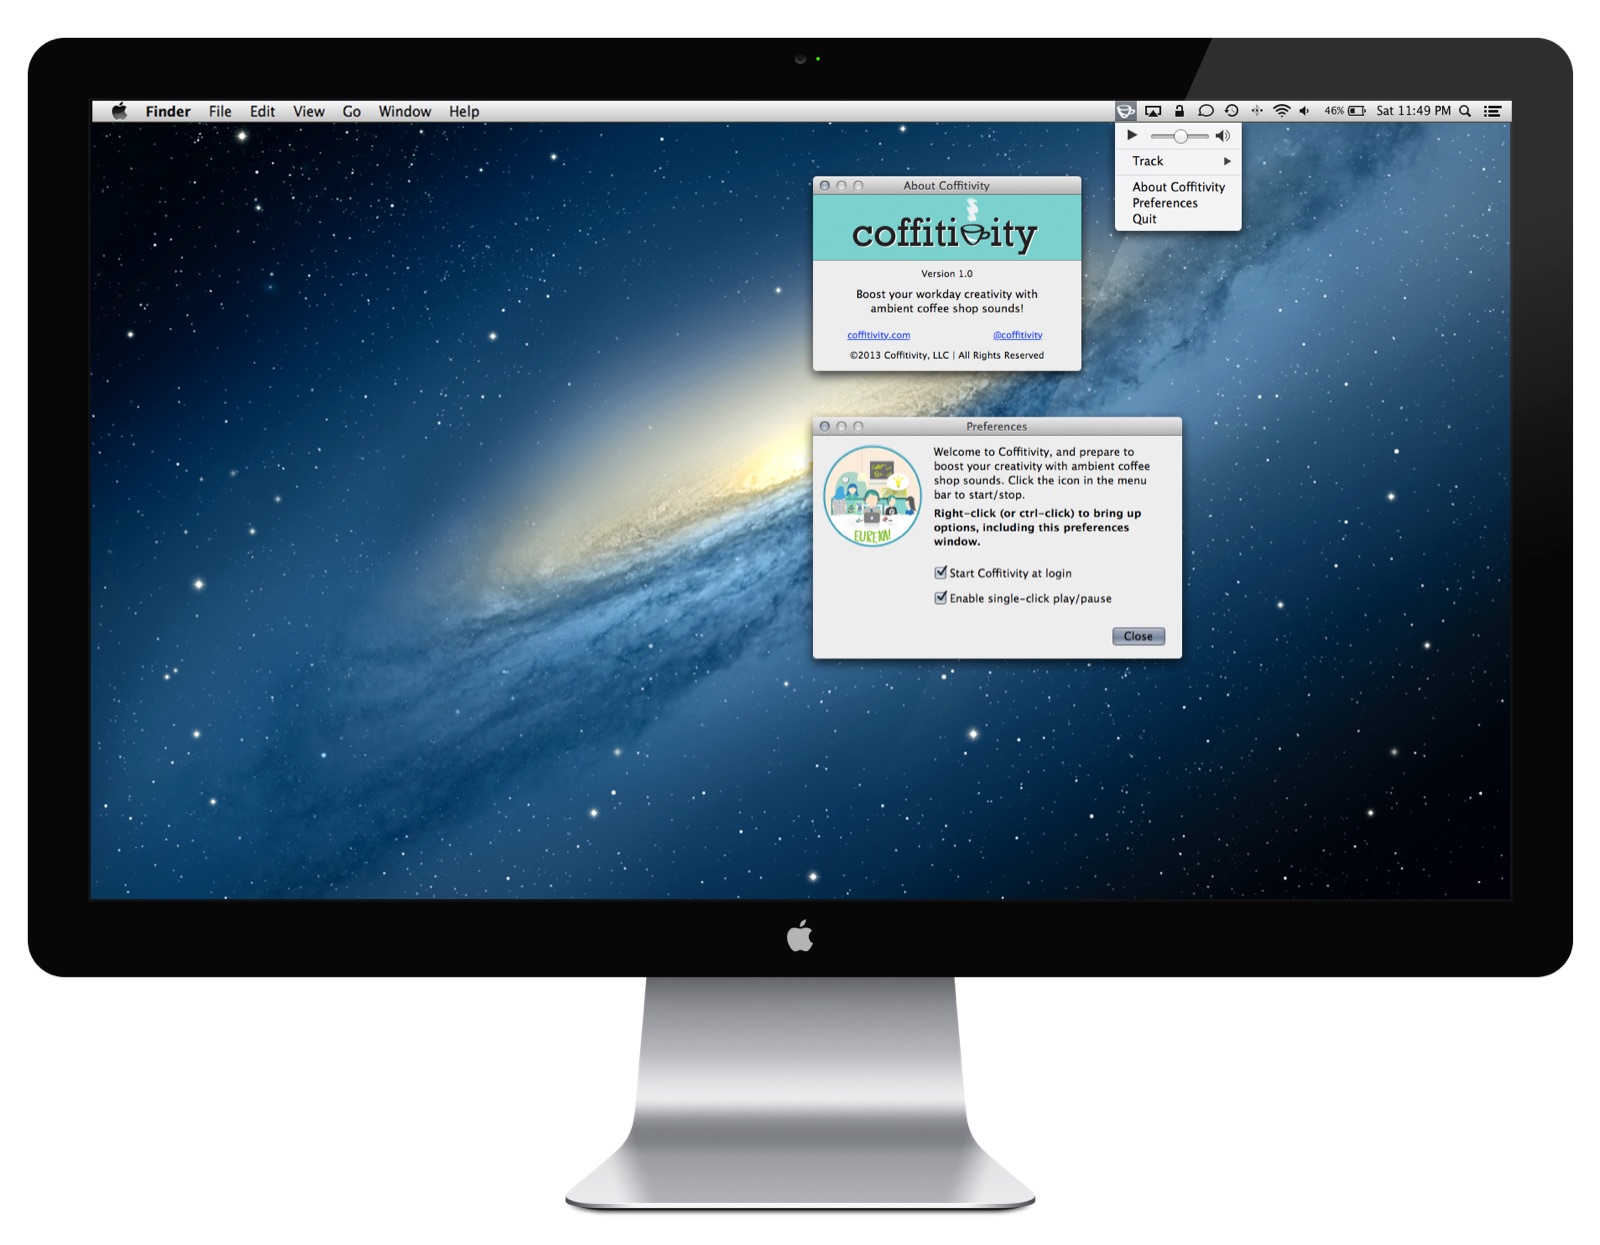 Finder File Edit View Go Window Help
46% Sat 11:49 PM
Track
About Coffitivity
Preferences
Quit
About Coffitivity
coffitivity
Version 1.0
Boost your workday creativity with
ambient coffee shop sounds!
coffitivity.com @coffitivity
©2013 Coffitivity, LLC | All Rights Reserved
Preferences
Welcome to Coffitivity, and prepare to
boost your creativity with ambient coffee
shop sounds. Click the icon in the menu
bar to start/stop.
Right-click (or ctrl-click) to bring up
options, including this preferences
window.
EUREKA!
Start Coffitivity at login
Enable single-click play/pause
Close